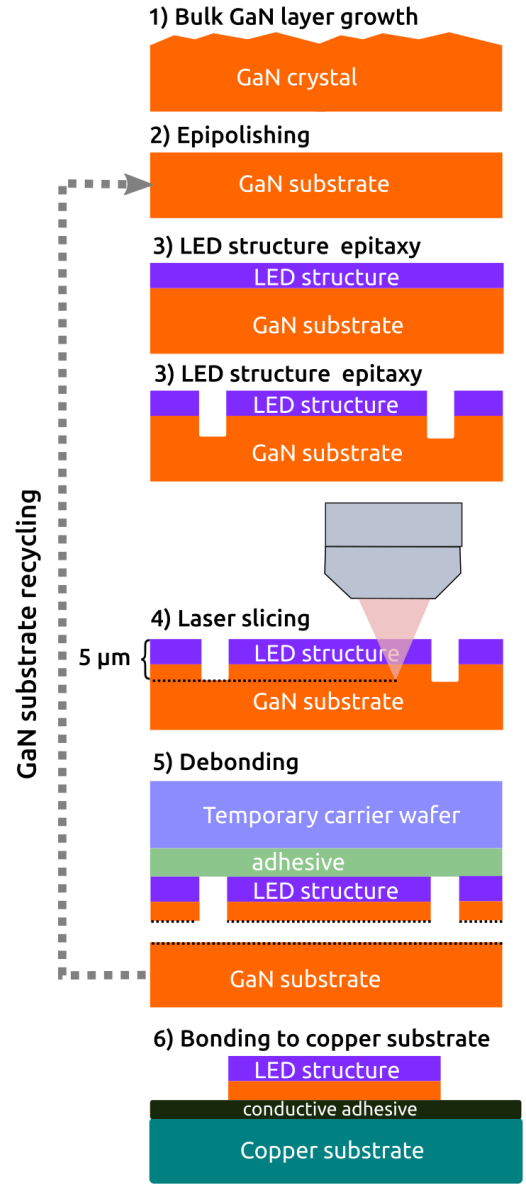 1) Bulk GaN layer growth
GaN crystal
2) Epipolishing
GaN substrate
3) LED structure epitaxy
LED structure
GaN substrate
3) LED structure epitaxy
LED structure
GaN substrate
GaN substrate recycling
4) Laser slicing
5 µm
LED structure
GaN substrate
5) Debonding
Temporary carrier wafer
adhesive
LED structure
GaN substrate
6) Bonding to copper substrate
LED structure
conductive adhesive
Copper substrate